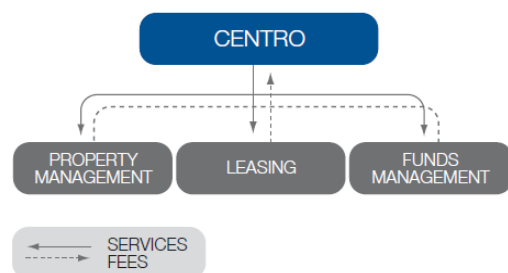 CENTRO
PROPERTY
MANAGEMENT
LEASING
FUNDS
MANAGEMENT
SERVICES
FEES